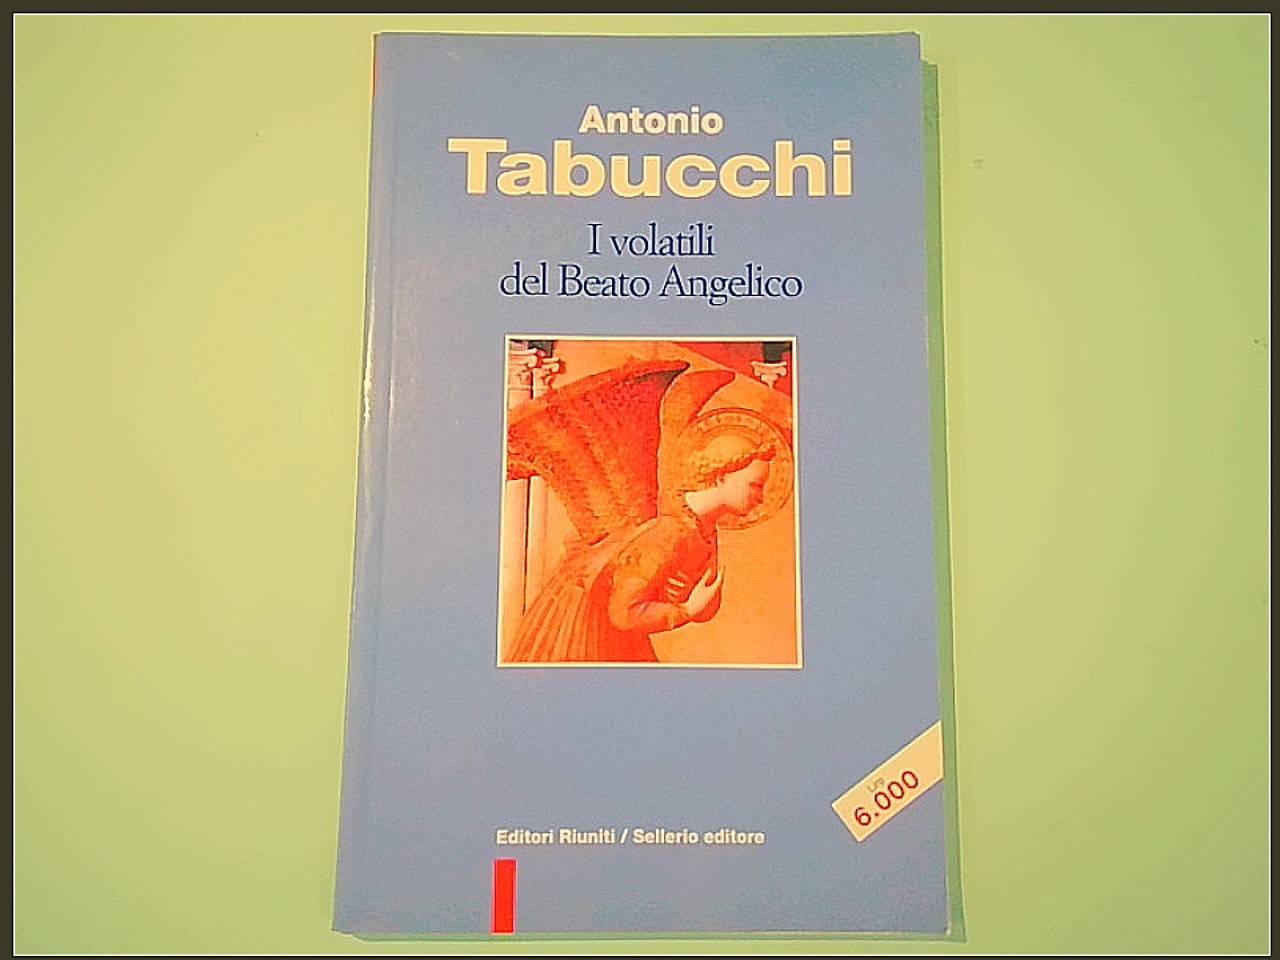 Antonio
Tabucchi
I volatili
del Beato Angelico
Lire
6.000
Editori Riuniti / Sellerio editore